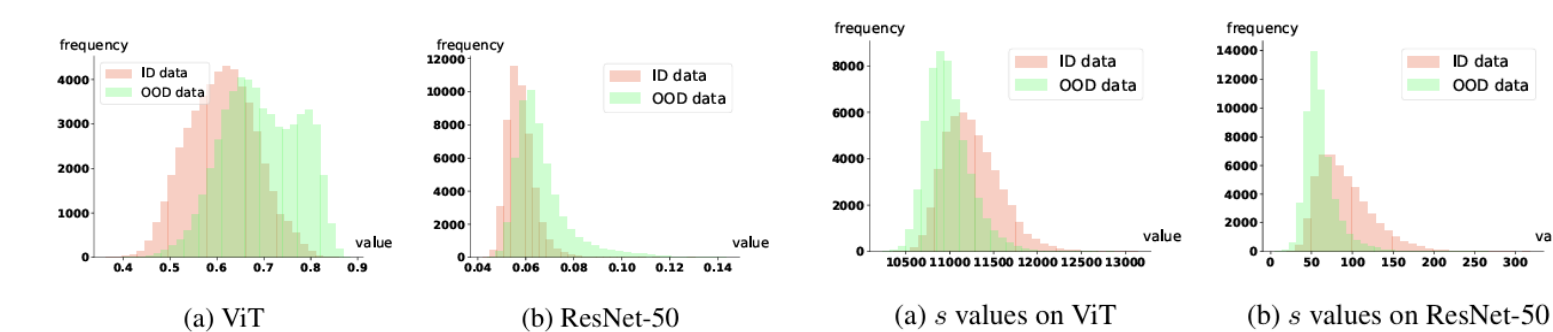 frequency
4000
3000
2000
1000
0
0.4 0.5 0.6 0.7 0.8 0.9
value
ID data
OOD data
(a) ViT
frequency
12000
10000
8000
6000
4000
2000
0
0.04 0.06 0.08 0.10 0.12 0.14
value
ID data
OOD data
(b) ResNet-50
frequency
8000
6000
4000
2000
0
10500 11000 11500 12000 12500 13000
value
ID data
OOD data
(a) s values on ViT
frequency
14000
12000
10000
8000
6000
4000
2000
0
0 50 100 150 200 250 300
va
ID data
OOD data
(b) s values on ResNet-50